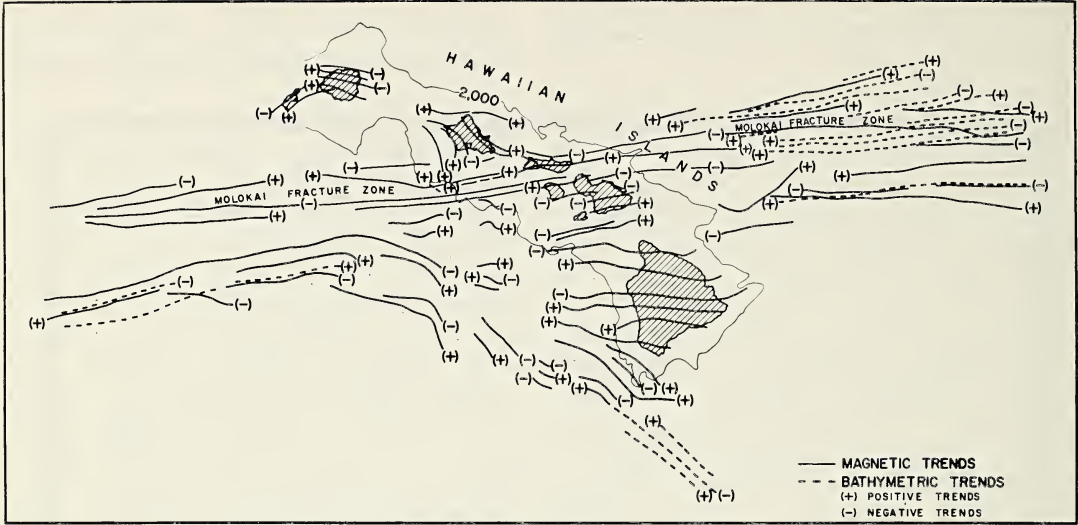 HAWAIIAN
2,000
ISLANDS
MOLOKAI FRACTURE ZONE
MOLOKAI FRACTURE ZONE
MAGNETIC TRENDS
BATHYMETRIC TRENDS
(+) POSITIVE TRENDS
(-) NEGATIVE TRENDS